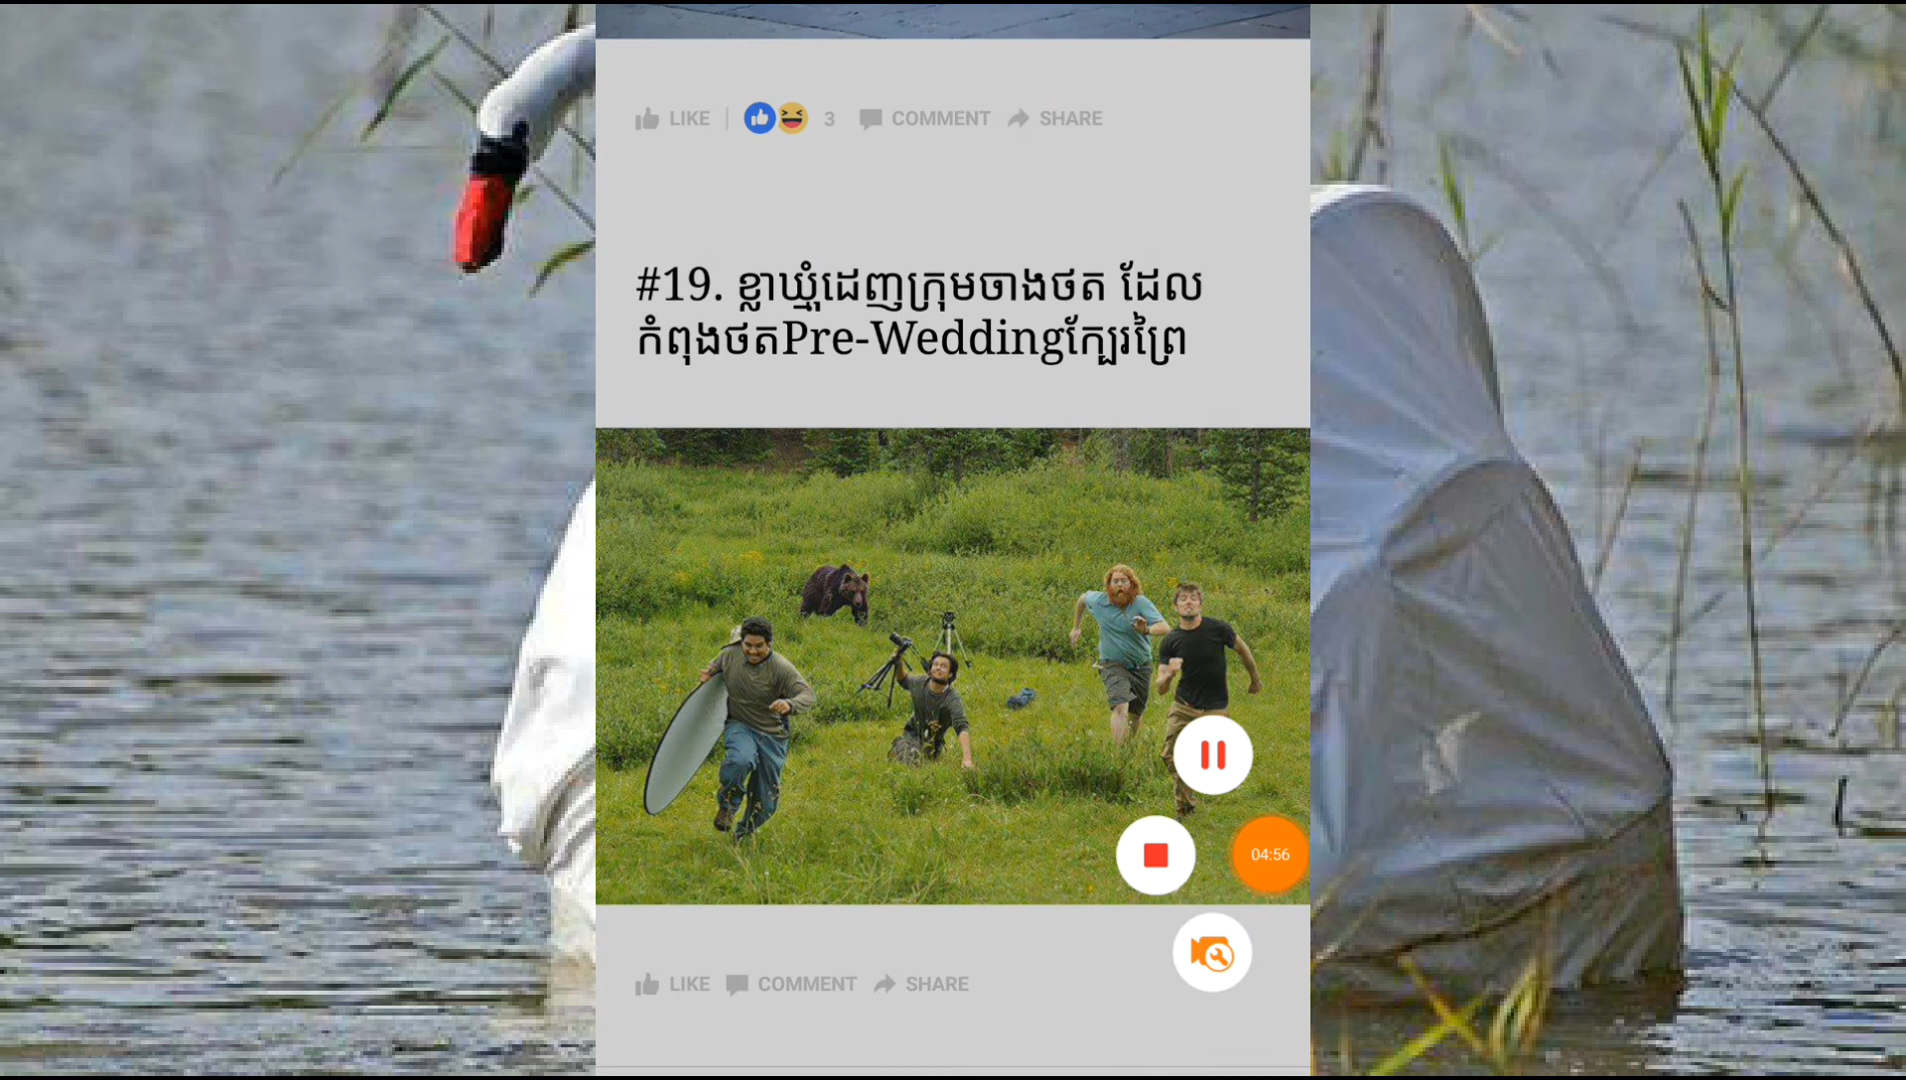 LIKE 3 COMMENT SHARE
#19. ខ្លាឃ្មុំដេញក្រុមចាងថត ដែល
កំពុងថតPre-Weddingក្បែរព្រៃ
04:56
LIKE COMMENT SHARE